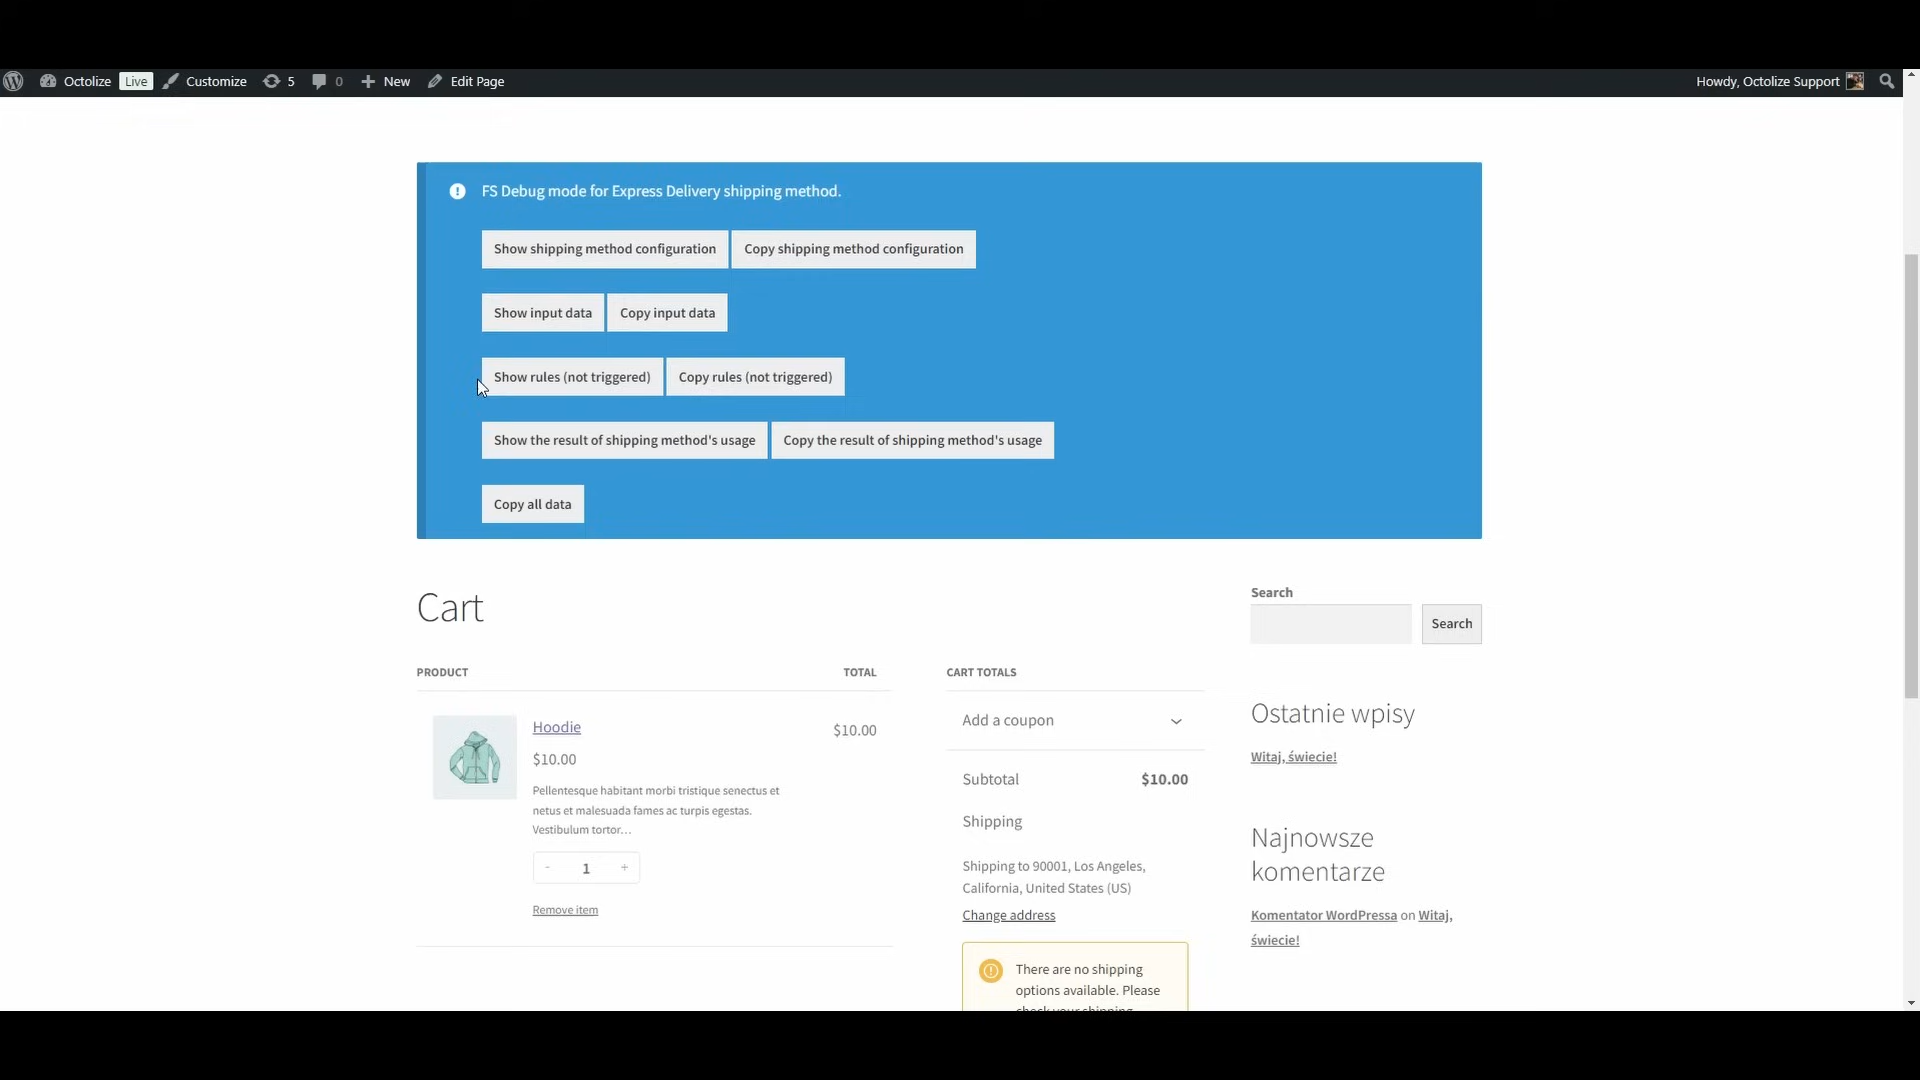 Octolize Live Customize 5 0 New Edit Page Howdy, Octolize Support
FS Debug mode for Express Delivery shipping method.
Show shipping method configuration Copy shipping method configuration
Show input data Copy input data
Show rules (not triggered) Copy rules (not triggered)
Show the result of shipping method's usage Copy the result of shipping method's usage
Copy all data
Cart
PRODUCT TOTAL
Hoodie $10.00
$10.00
Pellentesque habitant morbi tristique senectus et
netus et malesuada fames ac turpis egestas.
Vestibulum tortor…
- 1 +
Remove item
CART TOTALS
Add a coupon
Subtotal $10.00
Shipping
Shipping to 90001, Los Angeles,
California, United States (US)
Change address
There are no shipping
options available. Please
check your shipping
Search
Search
Ostatnie wpisy
Witaj, świecie!
Najnowsze
komentarze
Komentator WordPressa on Witaj,
świecie!